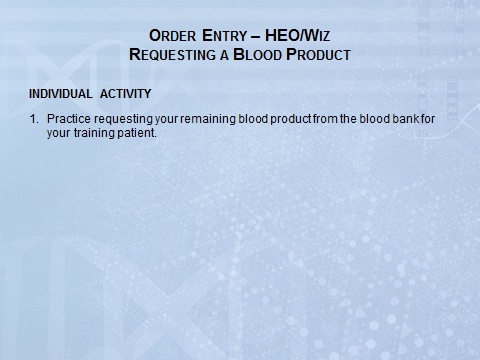 ORDER ENTRY – HEO/WIZ
REQUESTING A BLOOD PRODUCT
INDIVIDUAL ACTIVITY
1. Practice requesting your remaining blood product from the blood bank for
your training patient.